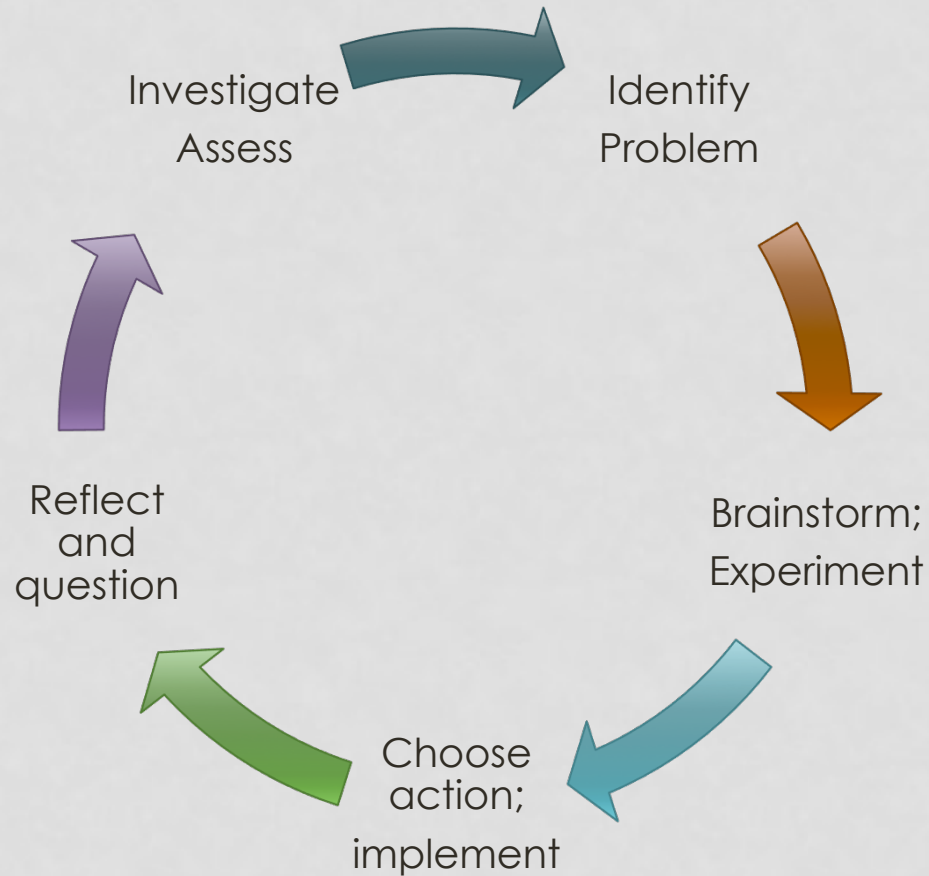 Investigate
Assess
Identify
Problem
Brainstorm;
Experiment
Choose
action;
implement
Reflect
and
question